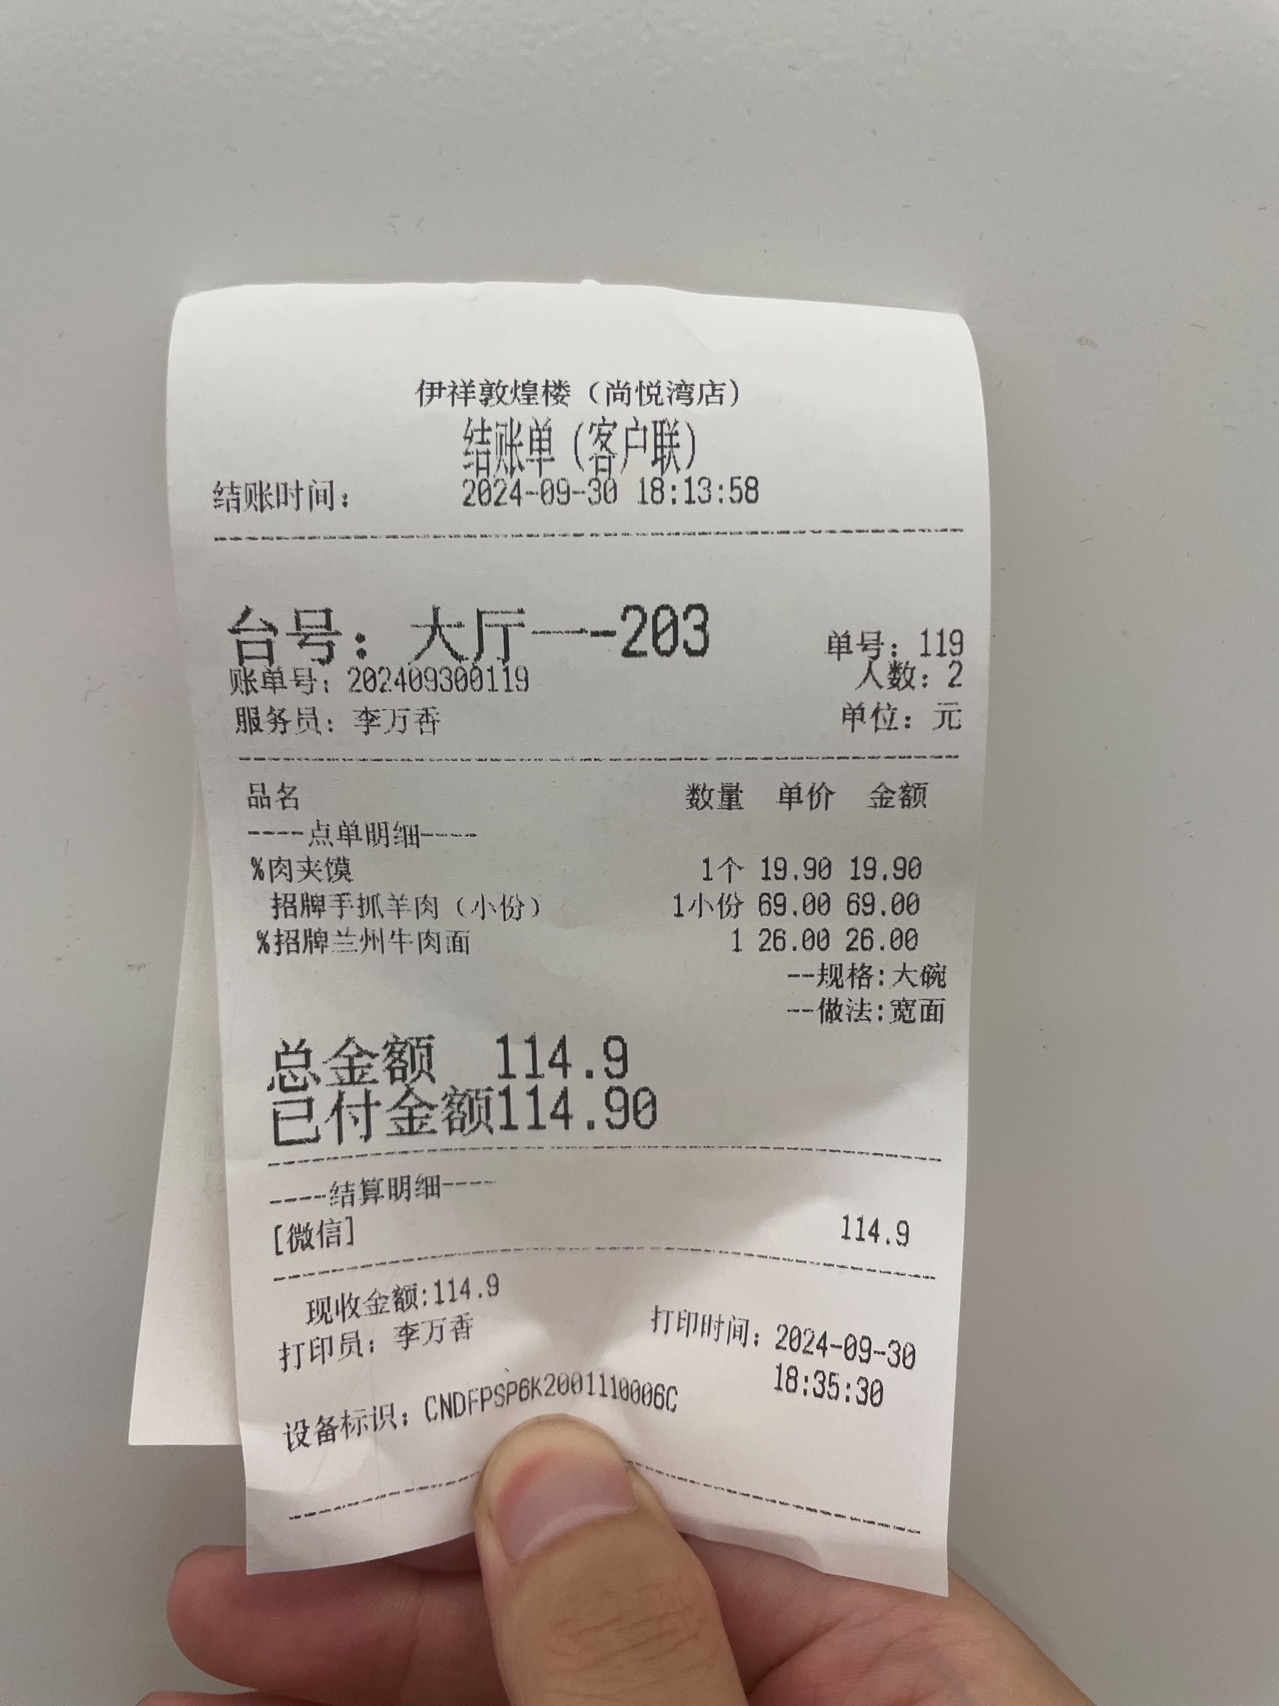 伊祥敦煌楼（尚悦湾店）
结账单（客户联）
结账时间： 2024-09-30 18:13:58
台号：大厅一-203 单号：119
账单号：202409300119 人数：2
服务员：李万香 单位：元
品名 数量 单价 金额
----点单明细----
%肉夹馍 1个 19.90 19.90
招牌手抓羊肉（小份） 1小份 69.00 69.00
%招牌兰州牛肉面 1 26.00 26.00
--规格:大碗
--做法:宽面
总金额 114.9
已付金额114.90
----结算明细----
[微信] 114.9
现收金额:114.9
打印员：李万香 打印时间：2024-09-30
18:35:30
设备标识：CNDFPSP6K2001110006C